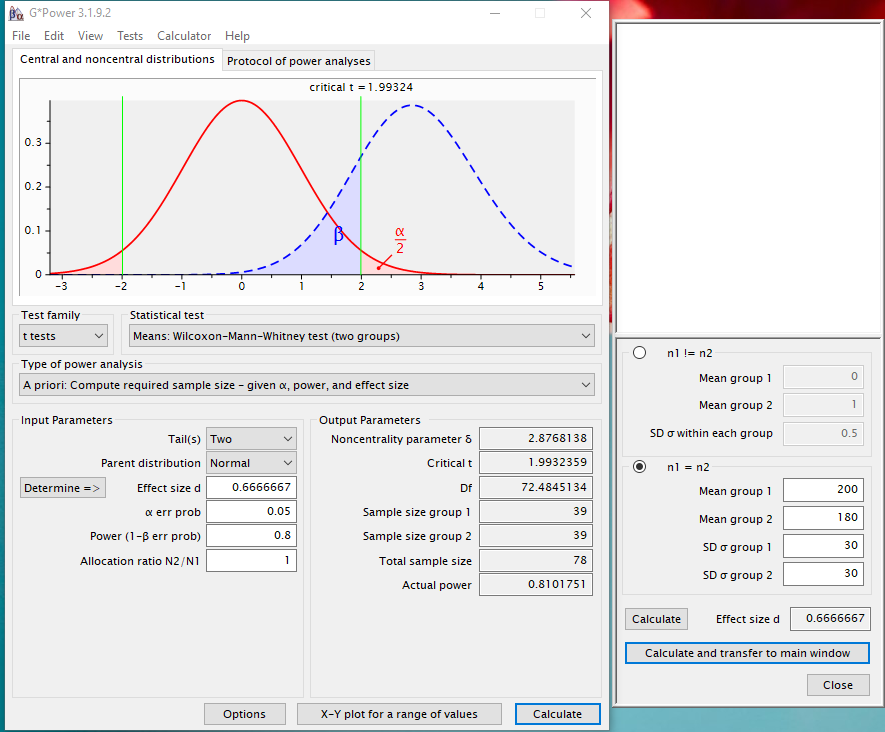 G*Power 3.1.9.2
File Edit View Tests Calculator Help
Central and noncentral distributions Protocol of power analyses
critical t = 1.99324
0.3
0.2
0.1
0
β
α
2
-3 -2 -1 0 1 2 3 4 5
Test family
t tests
Statistical test
Means: Wilcoxon-Mann-Whitney test (two groups)
Type of power analysis
A priori: Compute required sample size - given α, power, and effect size
Input Parameters
Tail(s) Two
Parent distribution Normal
Determine => Effect size d 0.6666667
α err prob 0.05
Power (1-β err prob) 0.8
Allocation ratio N2/N1 1
Output Parameters
Noncentrality parameter δ 2.8768138
Critical t 1.9932359
Df 72.4845134
Sample size group 1 39
Sample size group 2 39
Total sample size 78
Actual power 0.8101751
Options X-Y plot for a range of values Calculate
n1 != n2
Mean group 1 0
Mean group 2 1
SD σ within each group 0.5
n1 = n2
Mean group 1 200
Mean group 2 180
SD σ group 1 30
SD σ group 2 30
Calculate Effect size d 0.6666667
Calculate and transfer to main window
Close